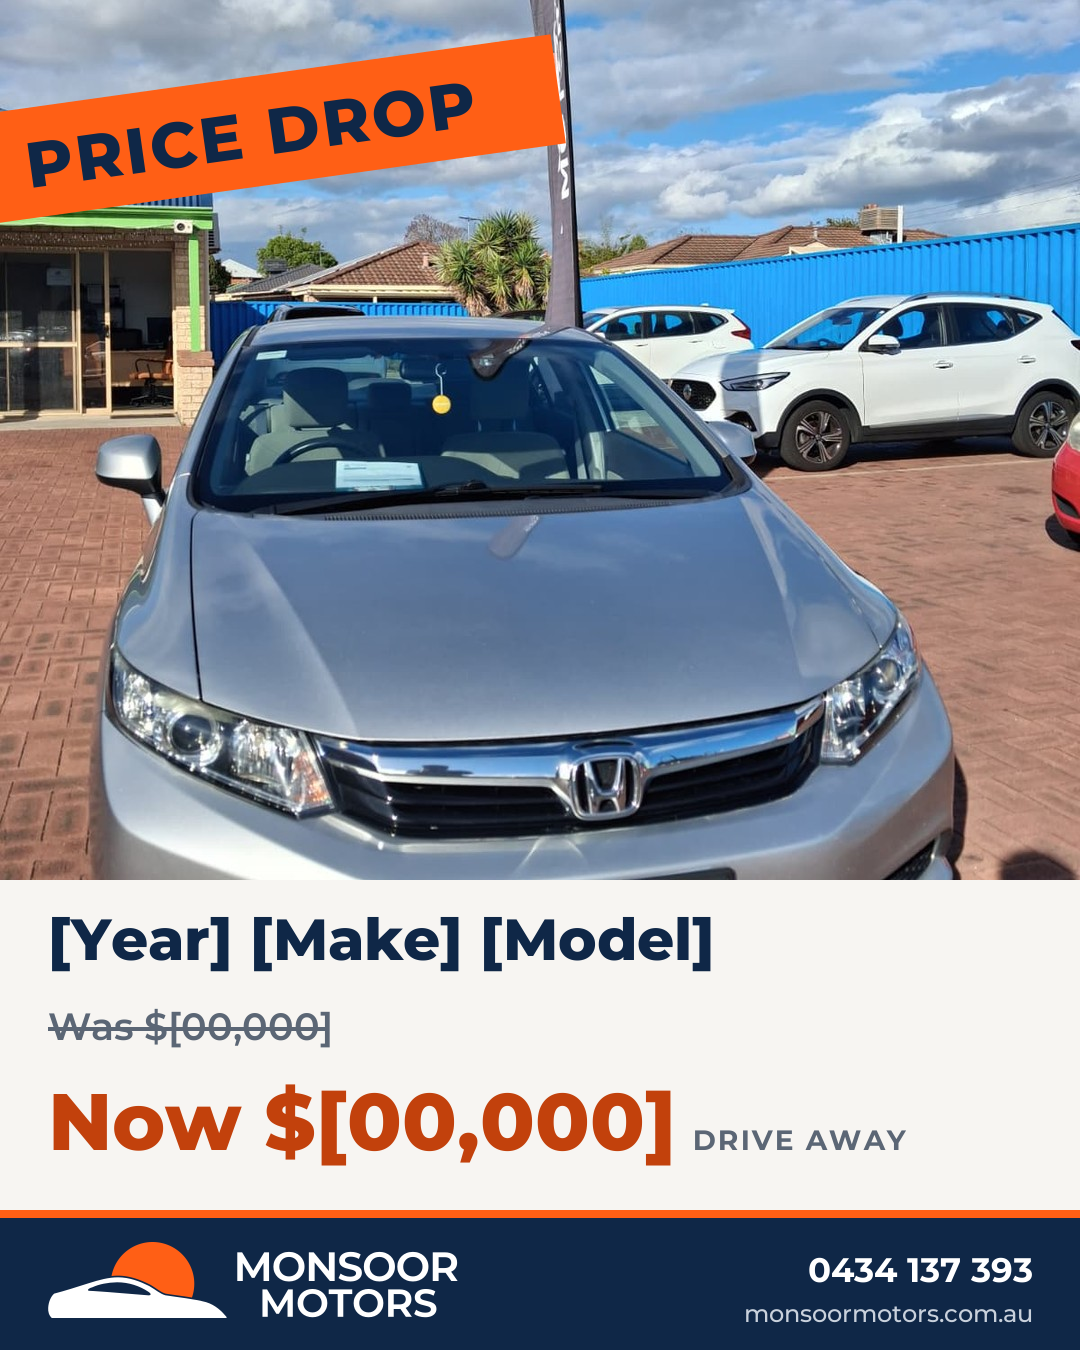 PRICE DROP
[Year] [Make] [Model]
Was $[00,000]
Now $[00,000] DRIVE AWAY
MONSOOR
MOTORS
0434 137 393
monsoormotors.com.au